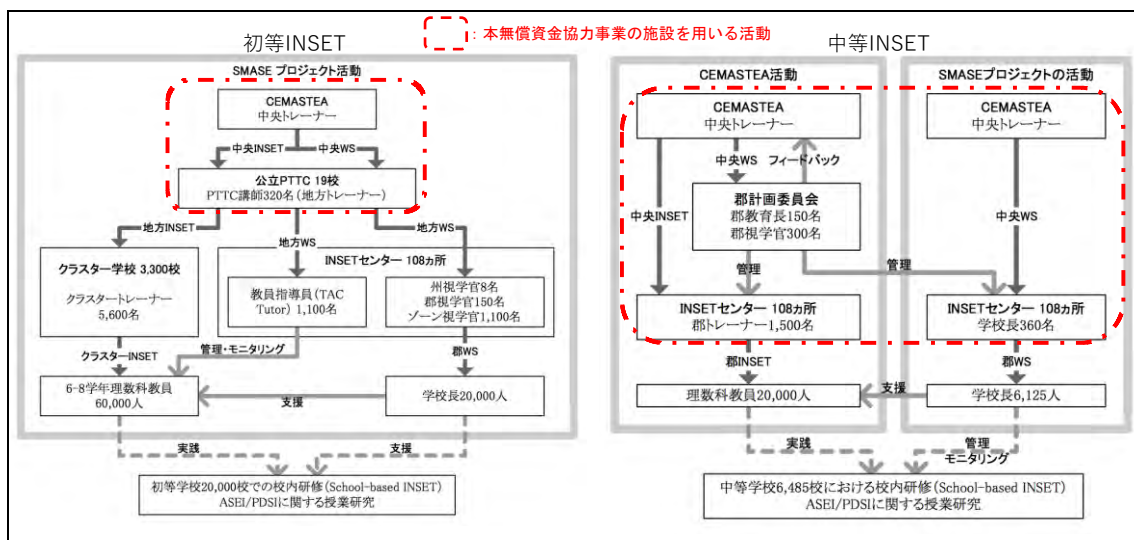 ：本無償資金協力事業の施設を用いる活動
初等INSET
SMASE プロジェクト活動
CEMASTEA
中央トレーナー
中央INSET
中央WS
公立PTTC 19校
PTTC講師320名（地方トレーナー）
地方INSET
地方WS
地方WS
クラスター学校 3,300校
クラスタートレーナー
5,600名
INSETセンター 108ヵ所
教員指導員（TAC
Tutor）1,100名
州視学官8名
郡視学官150名
ゾーン視学官1,100名
クラスターINSET
管理・モニタリング
郡WS
6-8学年理数科教員
60,000人
支援
学校長20,000人
実践
支援
初等学校20,000校での校内研修（School-based INSET）
ASEI/PDSIに関する授業研究
中等INSET
CEMASTEA活動
CEMASTEA
中央トレーナー
中央WS
フィードバック
中央INSET
郡計画委員会
郡教育長150名
郡視学官300名
管理
管理
INSETセンター 108ヵ所
郡トレーナー1,500名
郡INSET
理数科教員20,000人
SMASEプロジェクトの活動
CEMASTEA
中央トレーナー
中央WS
INSETセンター 108ヵ所
学校長360名
郡WS
支援
学校長6,125人
実践
管理
モニタリング
中等学校6,485校における校内研修（School-based INSET）
ASEI/PDSIに関する授業研究